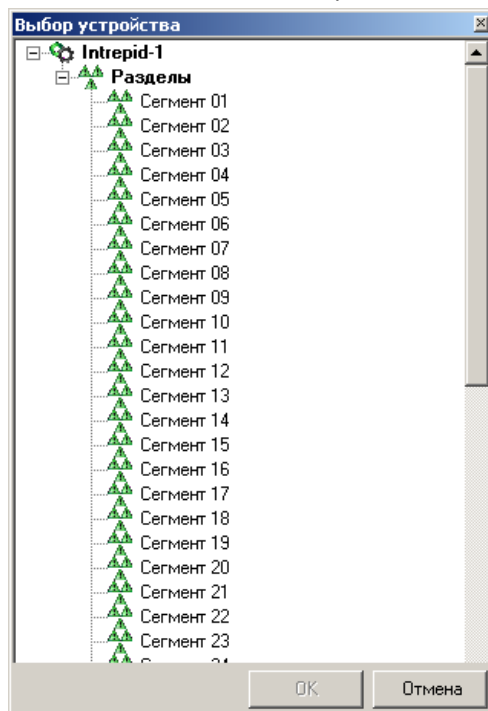 Выбор устройства
Intrepid-1
Разделы
Сегмент 01
Сегмент 02
Сегмент 03
Сегмент 04
Сегмент 05
Сегмент 06
Сегмент 07
Сегмент 08
Сегмент 09
Сегмент 10
Сегмент 11
Сегмент 12
Сегмент 13
Сегмент 14
Сегмент 15
Сегмент 16
Сегмент 17
Сегмент 18
Сегмент 19
Сегмент 20
Сегмент 21
Сегмент 22
Сегмент 23
OK Отмена